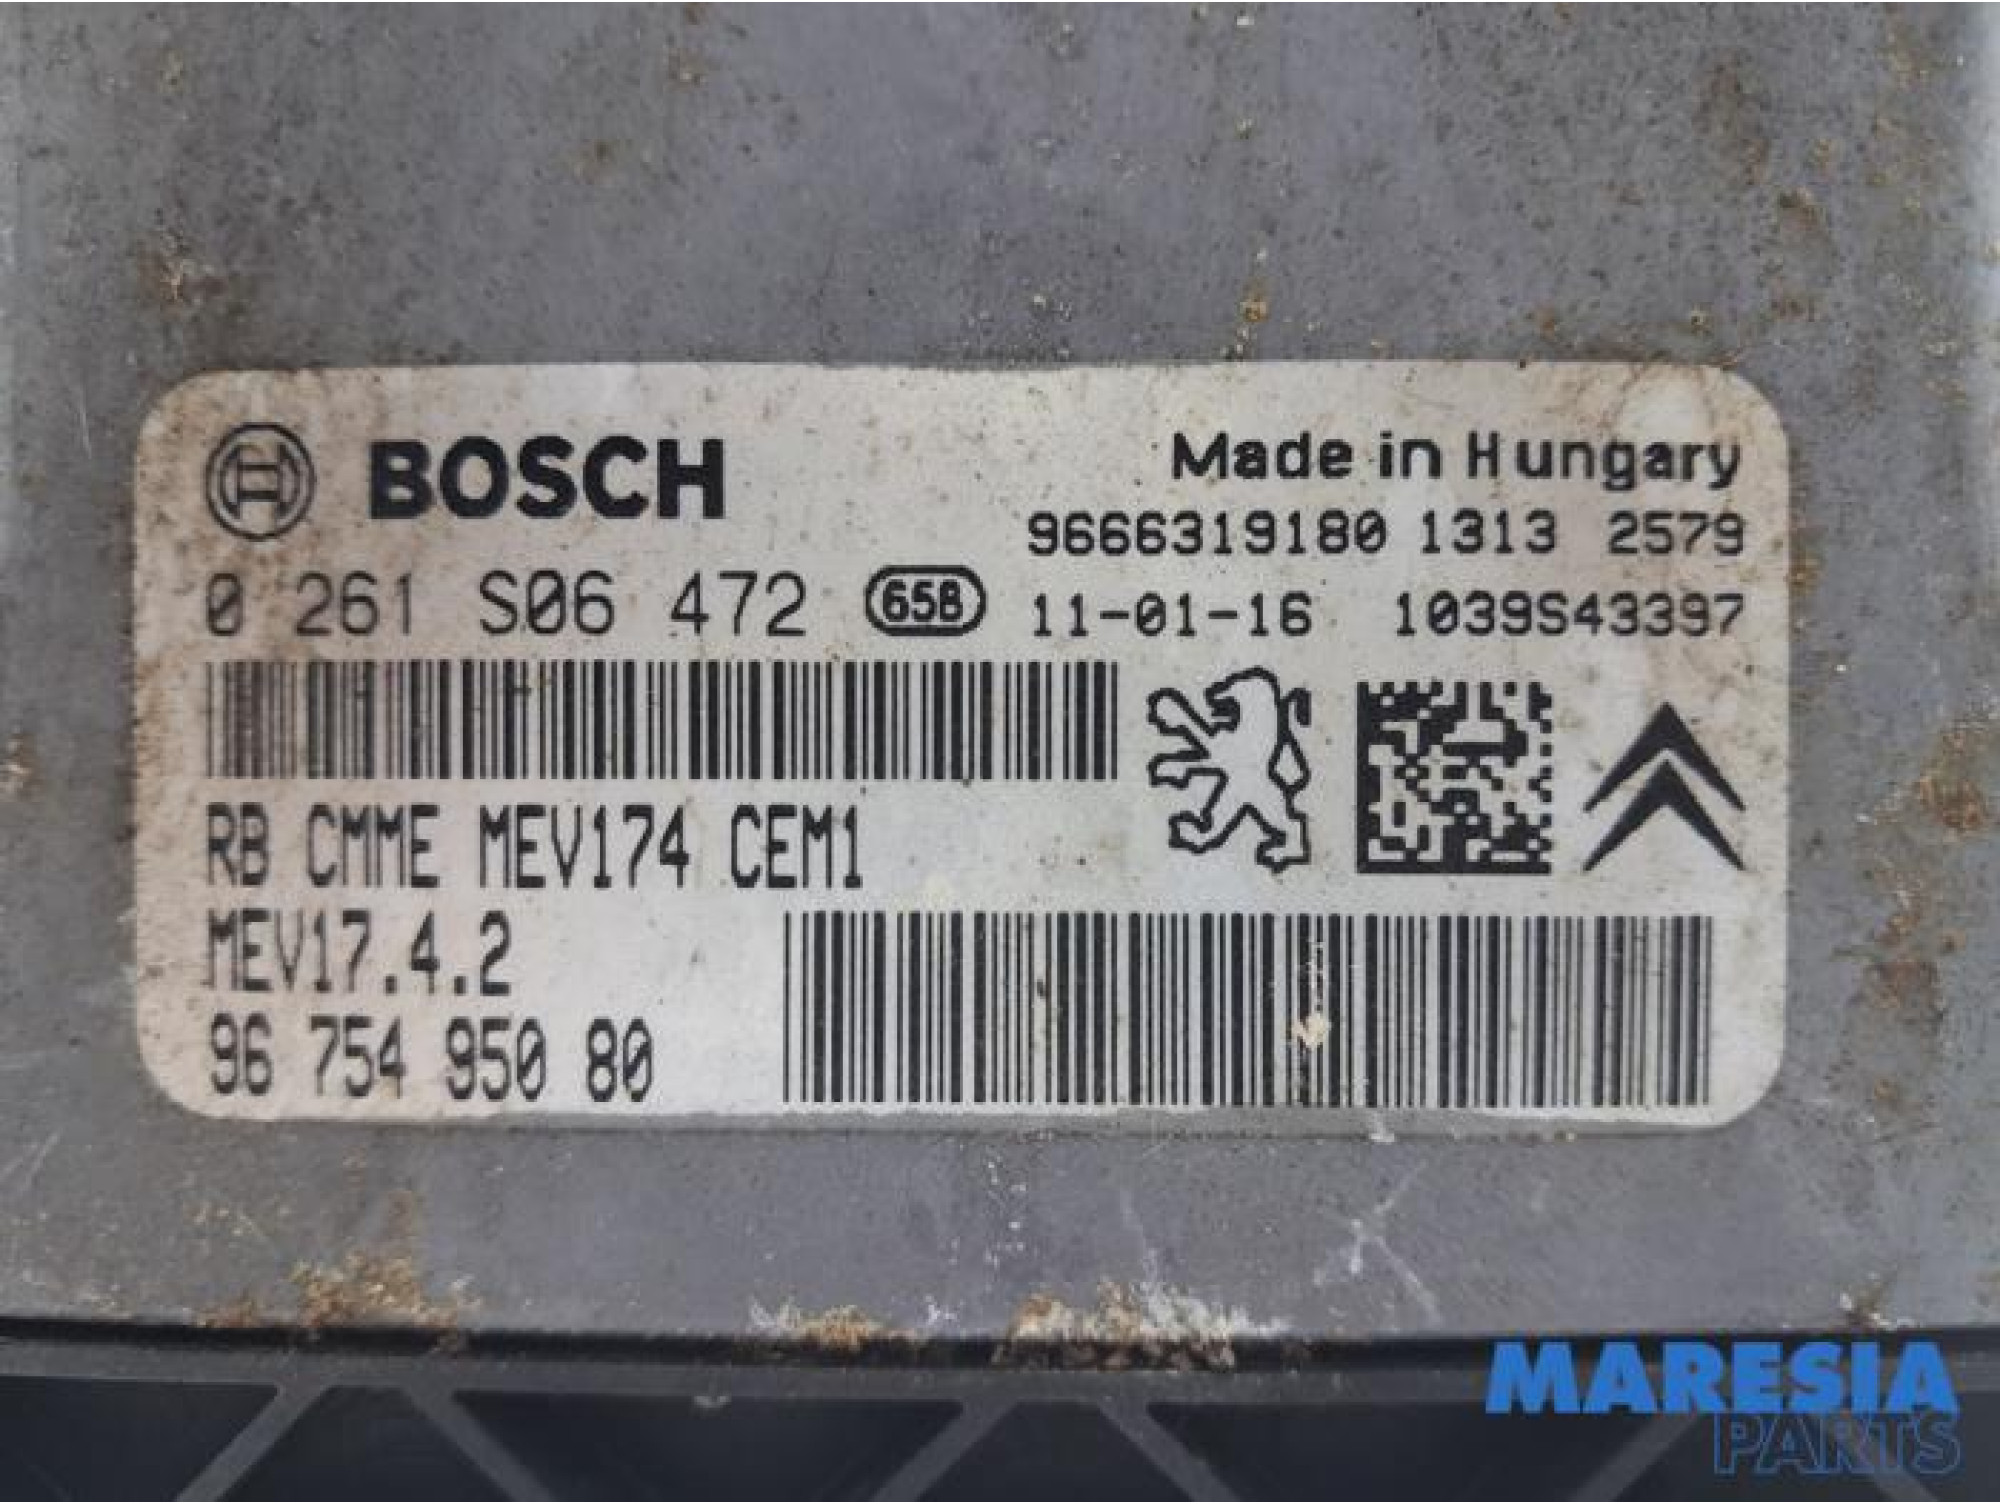 BOSCH
Made in Hungary
9666319180 1313 2579
0 261 S06 472 65B 11-01-16 1039S43397
RB CMME MEV174 CEM1
MEV17.4.2
96 754 950 80
MARESIA
PARTS